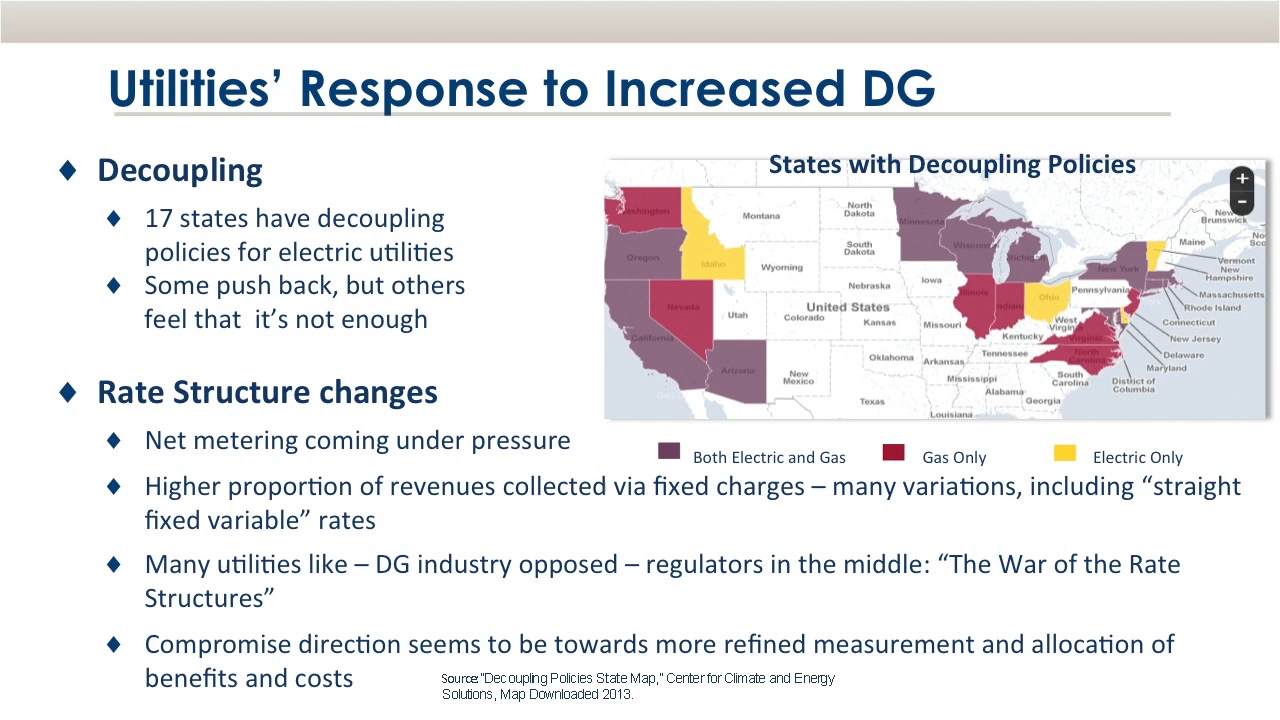 Utilities’ Response to Increased DG
♦ Decoupling
♦ 17 states have decoupling
policies for electric utilities
♦ Some push back, but others
feel that it’s not enough
States with Decoupling Policies
+
-
Washington
Montana
North
Dakota
Minnesota
New
Brunswick
Maine
Oregon
Idaho
South
Dakota
Wisconsin
Michigan
Wyoming
New York
Vermont
New
Hampshire
Iowa
Nebraska
Massachusetts
Nevada
Utah
United States
Illinois
Indiana
Ohio
Pennsylvania
Rhode Island
California
Colorado
Kansas
Missouri
West
Virginia
Kentucky
Virginia
Connecticut
New Jersey
Delaware
Maryland
Arizona
New
Mexico
Oklahoma
Arkansas
Tennessee
North
Carolina
District of
Columbia
Mississippi
South
Carolina
Alabama
Georgia
Texas
Louisiana
Both Electric and Gas
Gas Only
Electric Only
♦ Rate Structure changes
♦ Net metering coming under pressure
♦ Higher proportion of revenues collected via fixed charges – many variations, including “straight
fixed variable” rates
♦ Many utilities like – DG industry opposed – regulators in the middle: “The War of the Rate
Structures”
♦ Compromise direction seems to be towards more refined measurement and allocation of
benefits and costs
Source:"Decoupling Policies State Map," Center for Climate and Energy
Solutions, Map Downloaded 2013.